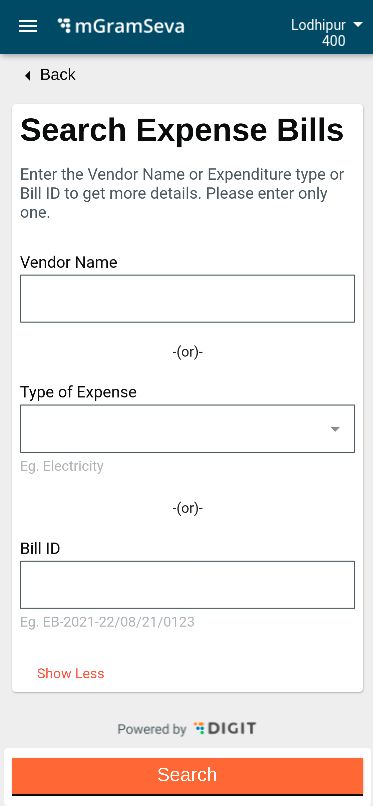 mGramSeva
Lodhipur
400
Back
Search Expense Bills
Enter the Vendor Name or Expenditure type or
Bill ID to get more details. Please enter only
one.
Vendor Name
-(or)-
Type of Expense
Eg. Electricity
-(or)-
Bill ID
Eg. EB-2021-22/08/21/0123
Show Less
Powered by DIGIT
Search